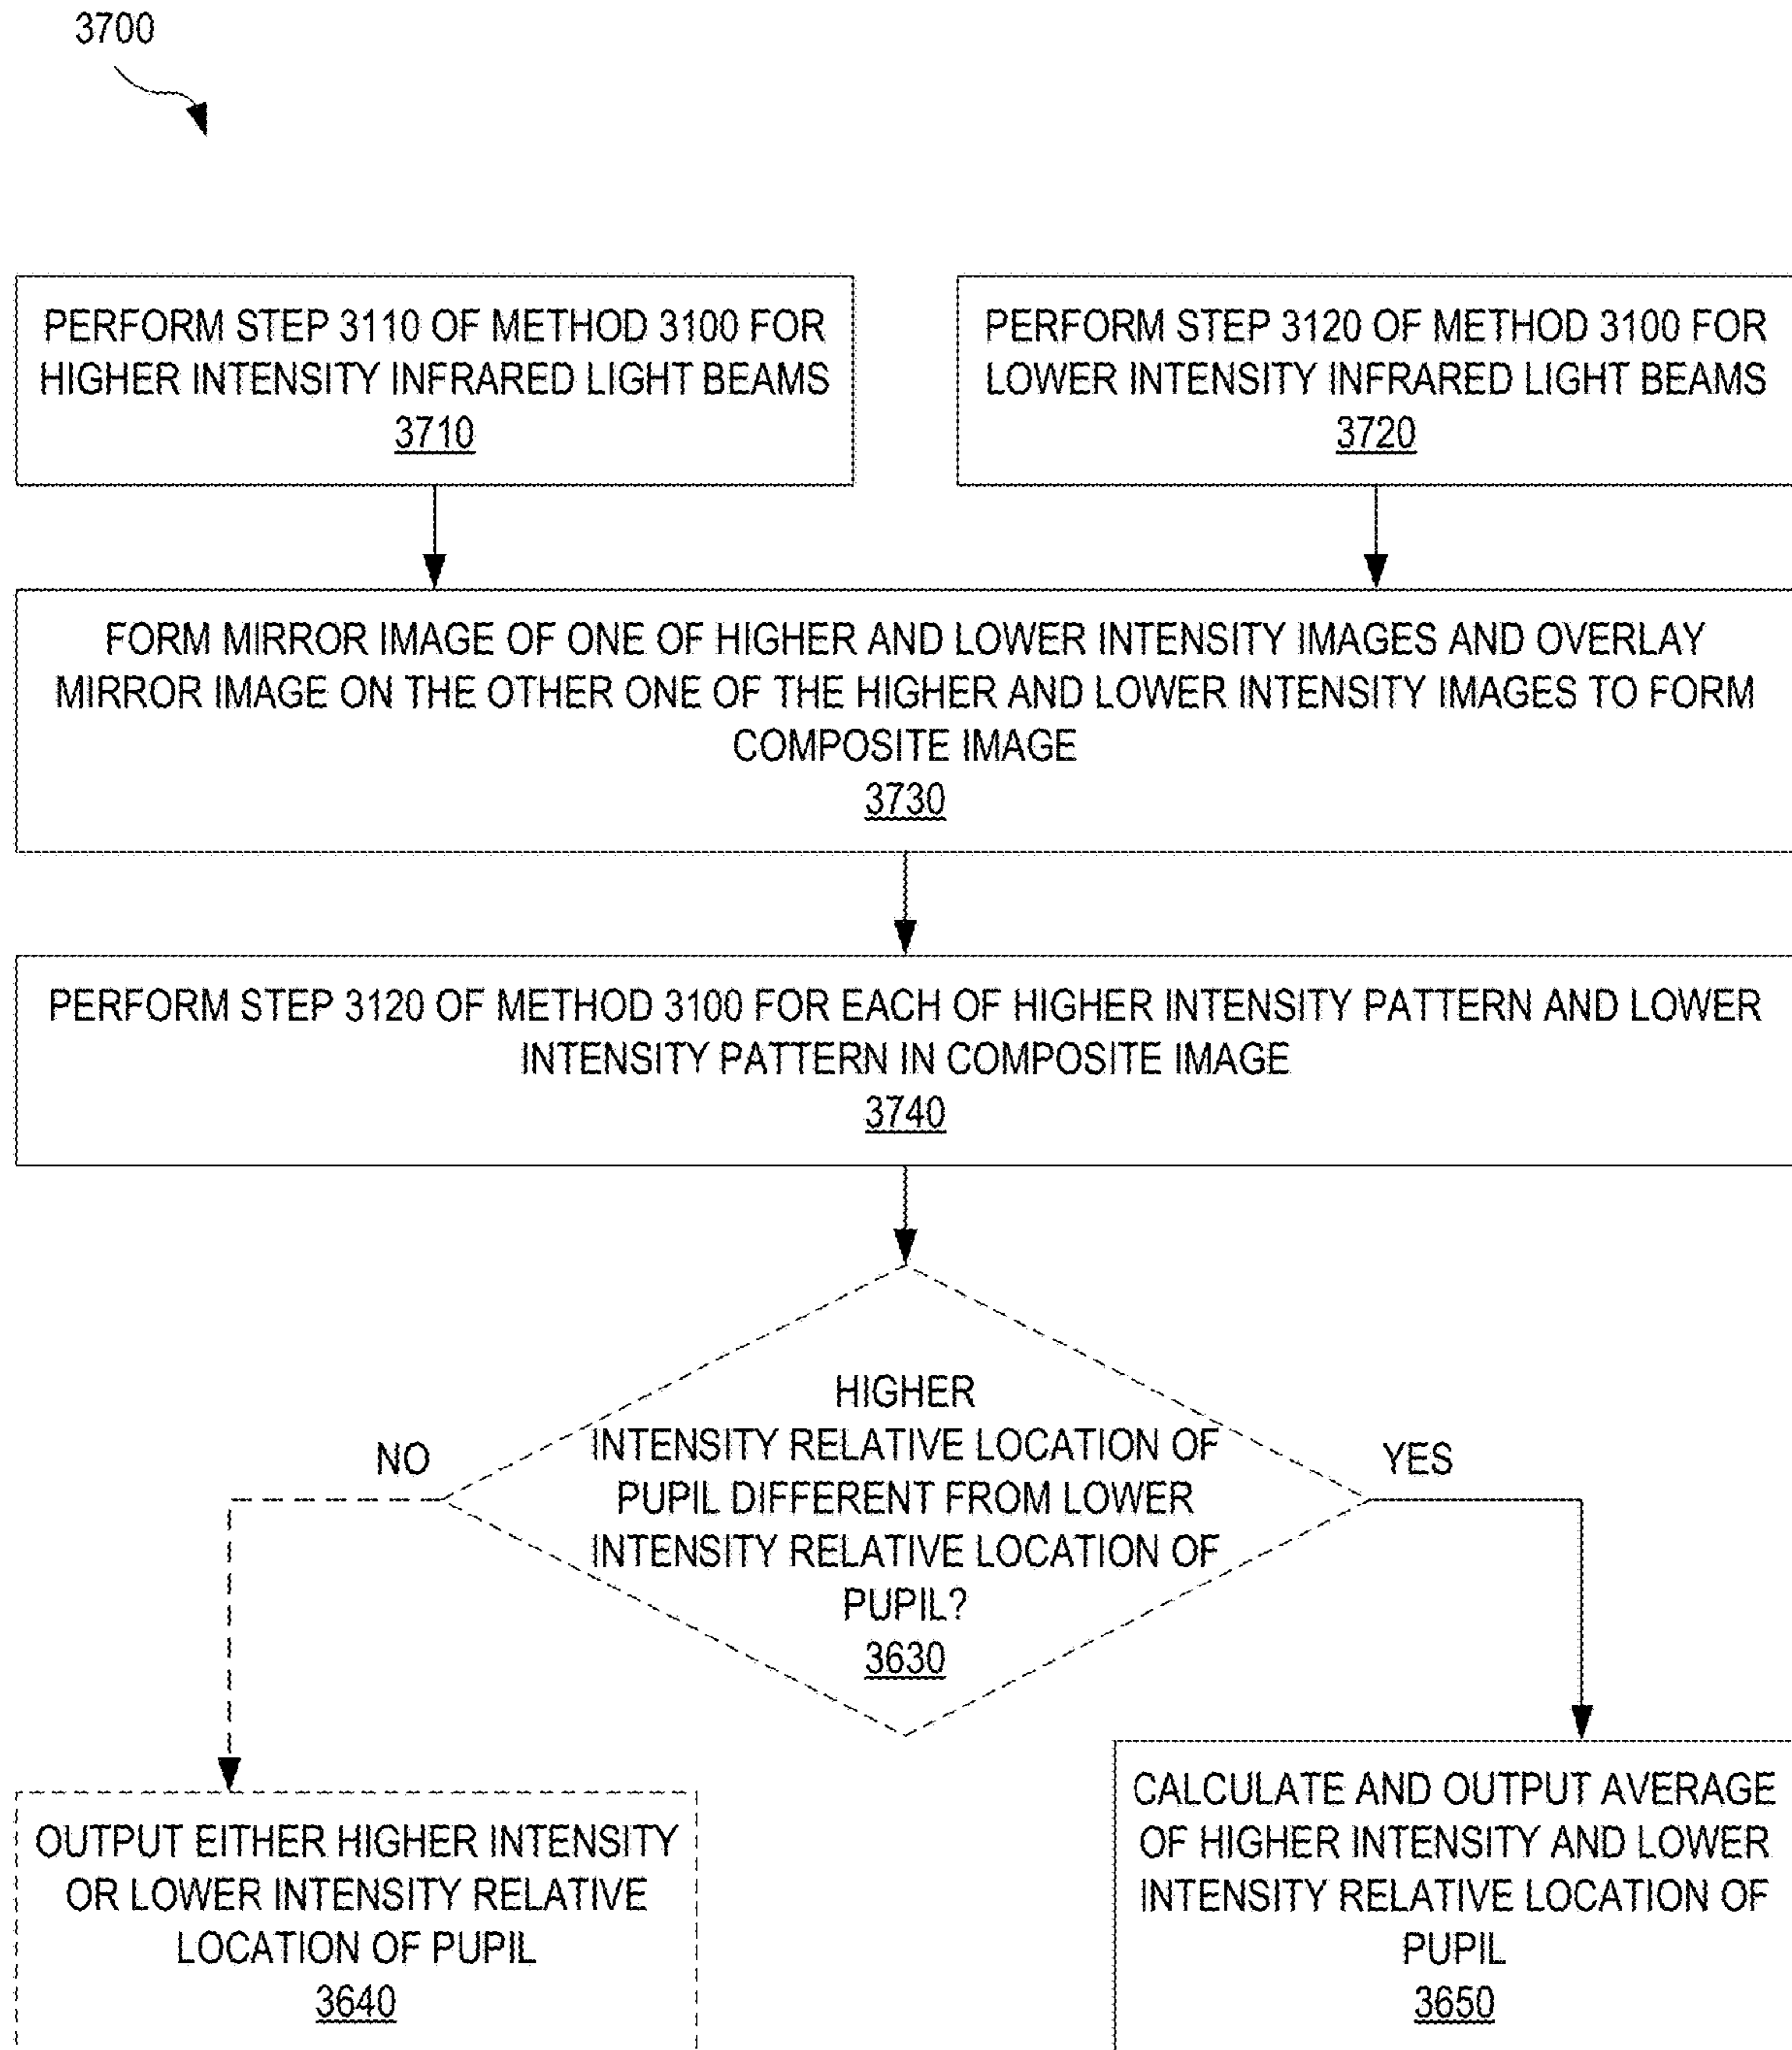 3700
PERFORM STEP 3110 OF METHOD 3100 FOR
HIGHER INTENSITY INFRARED LIGHT BEAMS
3710
PERFORM STEP 3120 OF METHOD 3100 FOR
LOWER INTENSITY INFRARED LIGHT BEAMS
3720
FORM MIRROR IMAGE OF ONE OF HIGHER AND LOWER INTENSITY IMAGES AND OVERLAY
MIRROR IMAGE ON THE OTHER ONE OF THE HIGHER AND LOWER INTENSITY IMAGES TO FORM
COMPOSITE IMAGE
3730
PERFORM STEP 3120 OF METHOD 3100 FOR EACH OF HIGHER INTENSITY PATTERN AND LOWER
INTENSITY PATTERN IN COMPOSITE IMAGE
3740
HIGHER
INTENSITY RELATIVE LOCATION OF
PUPIL DIFFERENT FROM LOWER
INTENSITY RELATIVE LOCATION OF
PUPIL?
3630
NO
YES
OUTPUT EITHER HIGHER INTENSITY
OR LOWER INTENSITY RELATIVE
LOCATION OF PUPIL
3640
CALCULATE AND OUTPUT AVERAGE
OF HIGHER INTENSITY AND LOWER
INTENSITY RELATIVE LOCATION OF
PUPIL
3650